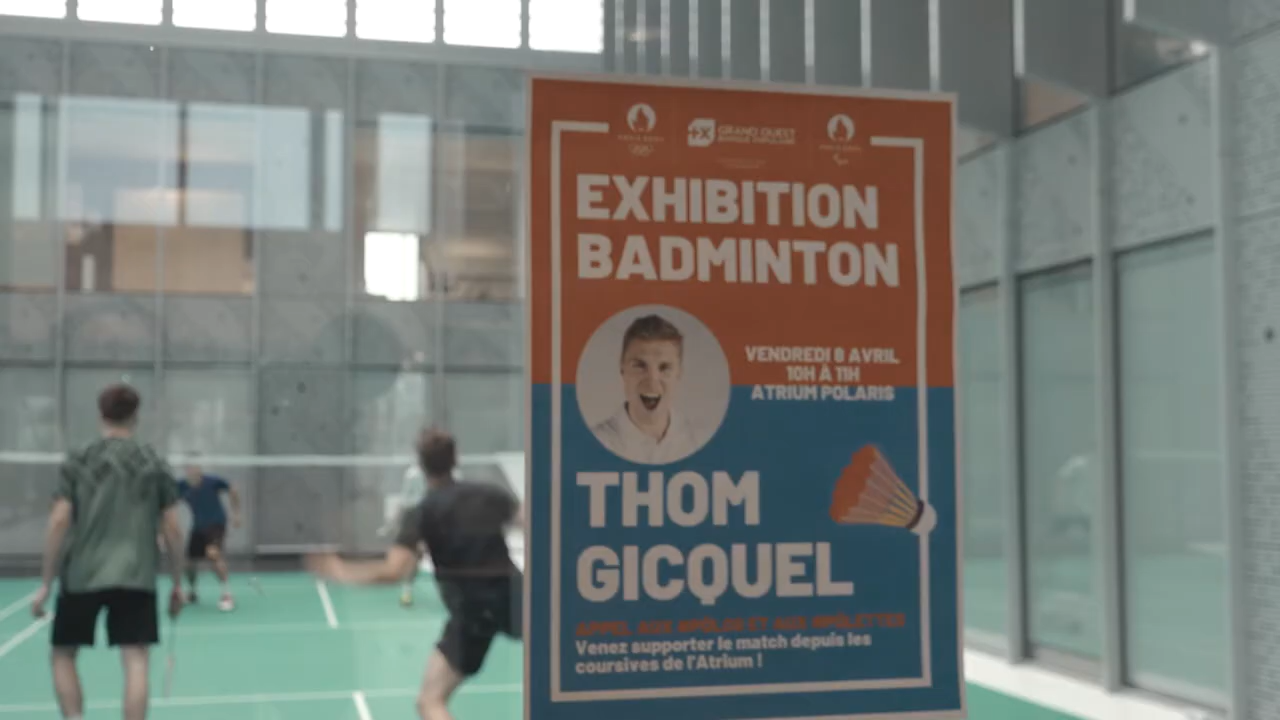 GRAND OUEST
EXHIBITION
BADMINTON
VENDREDI 8 AVRIL
10H À 11H
ATRIUM POLARIS
THOM
GICQUEL
Venez supporter le match depuis les
coursives de l'Atrium !